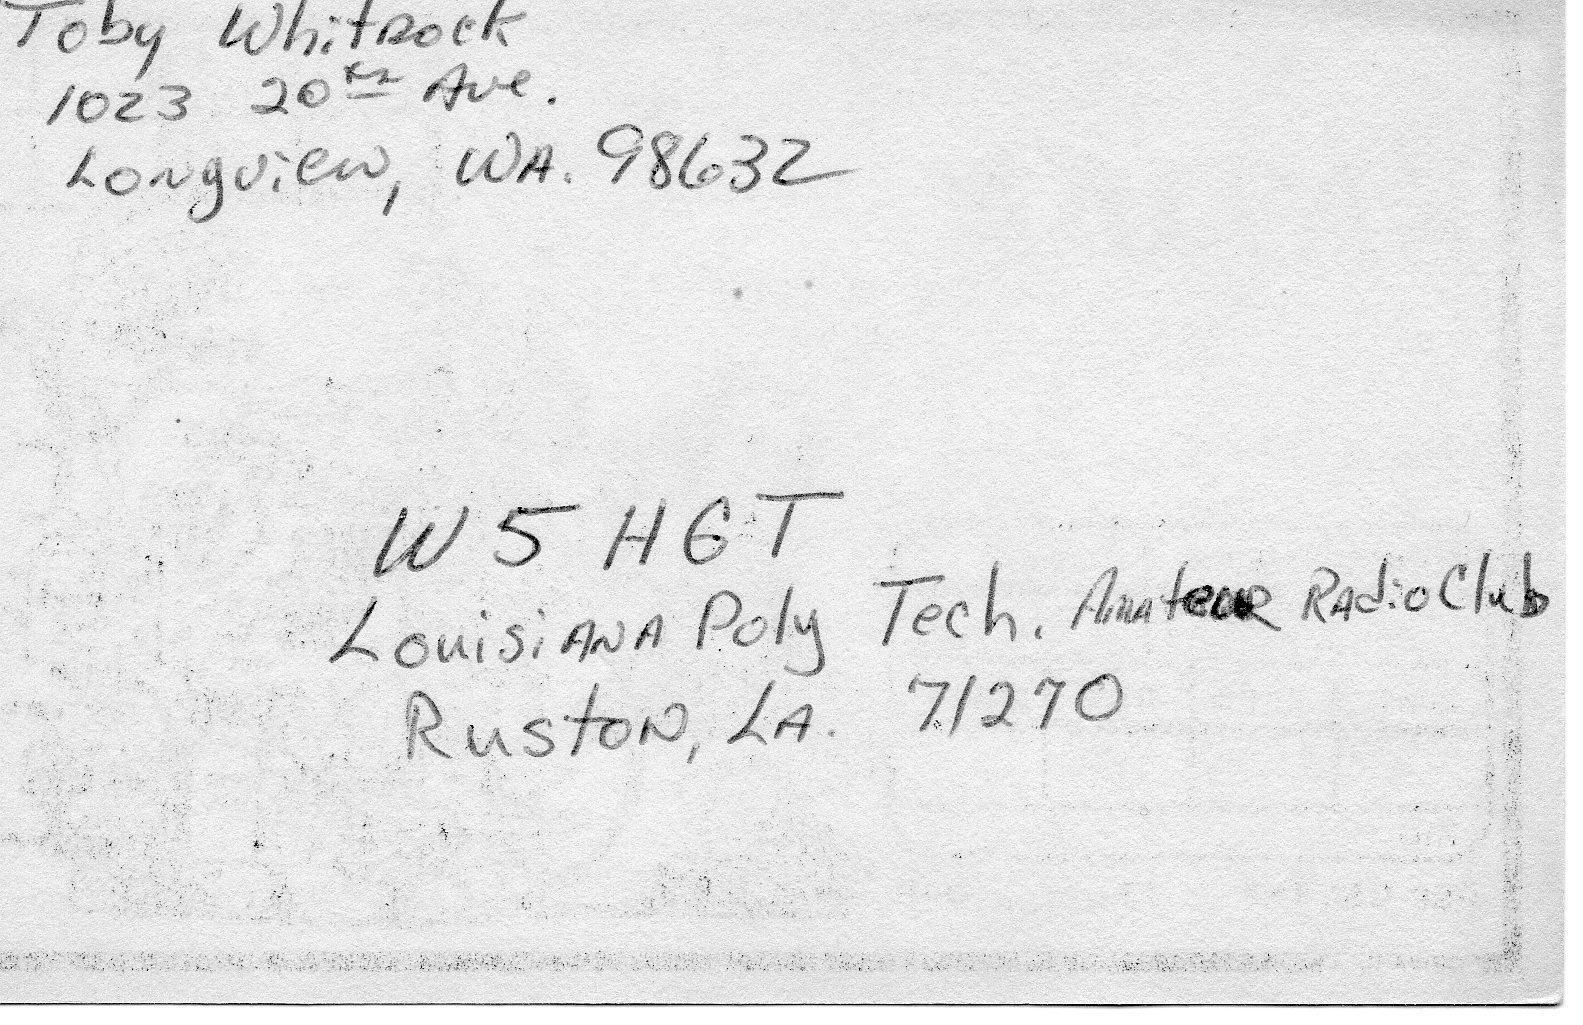 Toby Whitrock
1023 20th Ave.
Longview, WA. 98632
W5HGT
Louisiana Poly Tech. Amateur Radio Club
Ruston, LA. 71270